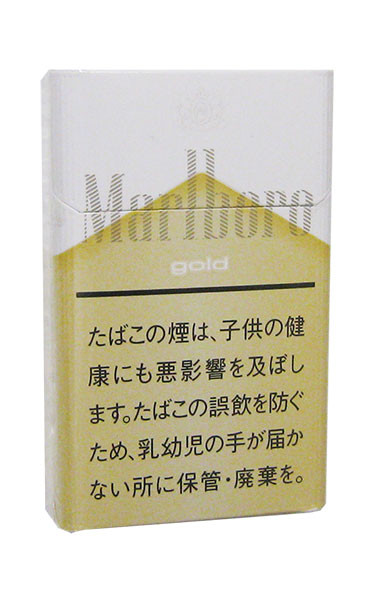 Marlboro
gold
たばこの煙は、子供の健
康にも悪影響を及ぼし
ます。たばこの誤飲を防ぐ
ため、乳幼児の手が届か
ない所に保管・廃棄を。